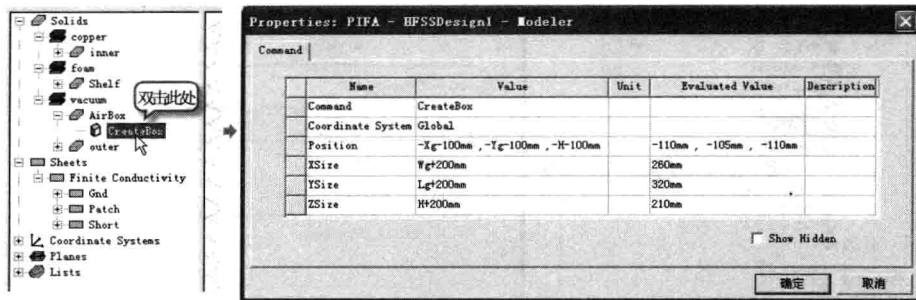 Solids
copper
inner
foam
Shelf
vacuum
双击此处
AirBox
CreateBox
outer
Sheets
Finite Conductivity
Gnd
Patch
Short
Coordinate Systems
Planes
Lists
Properties: PIFA - HFSSDesign1 - Modeler
Command
Name Value Unit Evaluated Value Description
Command CreateBox
Coordinate System Global
Position -Xg-100mm ,-Yg-100mm ,-H-100mm -110mm , -105mm , -110mm
XSize Wg+200mm 260mm
YSize Lg+200mm 320mm
ZSize H+200mm 210mm
Show Hidden
确定 取消